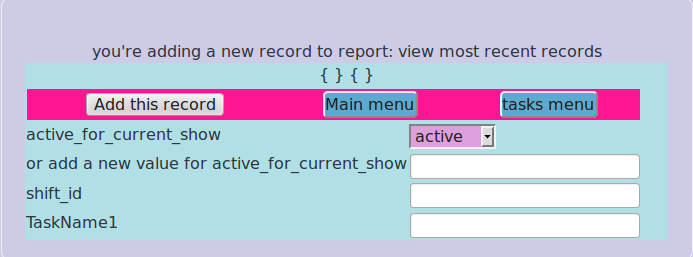 you're adding a new record to report: view most recent records
{ } { }
Add this record Main menu tasks menu
active_for_current_show active
or add a new value for active_for_current_show
shift_id
TaskName1